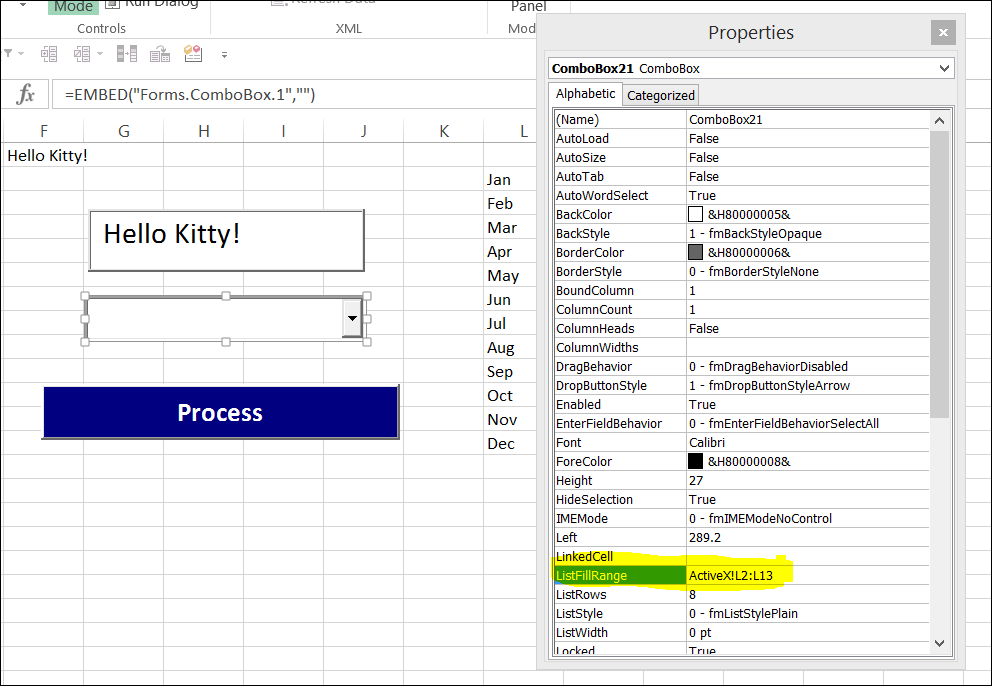 Mode Run Dialog Refresh Data Panel
Controls XML Mod
fx =EMBED("Forms.ComboBox.1","")
F G H I J K L
Hello Kitty!
Jan
Feb
Mar
Apr
May
Jun
Jul
Aug
Sep
Oct
Nov
Dec
Hello Kitty!
Process
Properties
ComboBox21 ComboBox
Alphabetic Categorized
(Name) ComboBox21
AutoLoad False
AutoSize False
AutoTab False
AutoWordSelect True
BackColor &H80000005&
BackStyle 1 - fmBackStyleOpaque
BorderColor &H80000006&
BorderStyle 0 - fmBorderStyleNone
BoundColumn 1
ColumnCount 1
ColumnHeads False
ColumnWidths
DragBehavior 0 - fmDragBehaviorDisabled
DropButtonStyle 1 - fmDropButtonStyleArrow
Enabled True
EnterFieldBehavior 0 - fmEnterFieldBehaviorSelectAll
Font Calibri
ForeColor &H80000008&
Height 27
HideSelection True
IMEMode 0 - fmIMEModeNoControl
Left 289.2
LinkedCell
ListFillRange ActiveX!L2:L13
ListRows 8
ListStyle 0 - fmListStylePlain
ListWidth 0 pt
Locked True